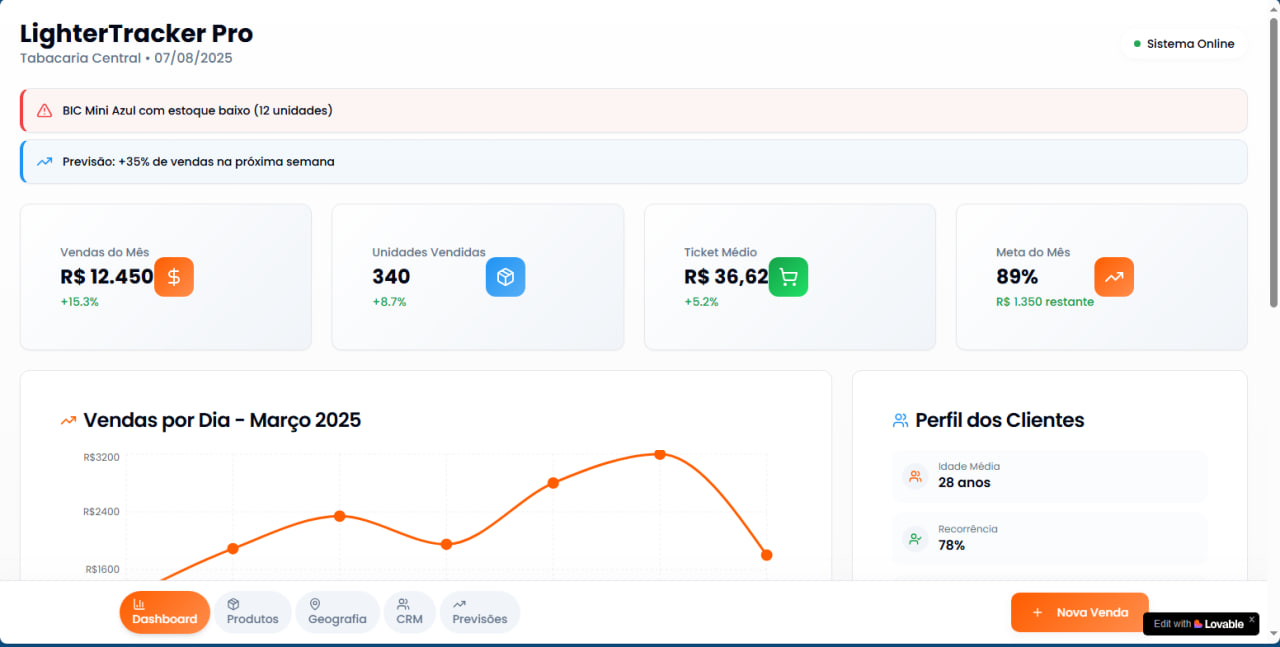 LighterTracker Pro
Tabacaria Central • 07/08/2025
Sistema Online
BIC Mini Azul com estoque baixo (12 unidades)
Previsão: +35% de vendas na próxima semana
Vendas do Mês
R$ 12.450
+15.3%
Unidades Vendidas
340
+8.7%
Ticket Médio
R$ 36,62
+5.2%
Meta do Mês
89%
R$ 1.350 restante
Vendas por Dia - Março 2025
R$3200
R$2400
R$1600
Perfil dos Clientes
Idade Média
28 anos
Recorrência
78%
Dashboard
Produtos
Geografia
CRM
Previsões
+ Nova Venda
Edit with Lovable x